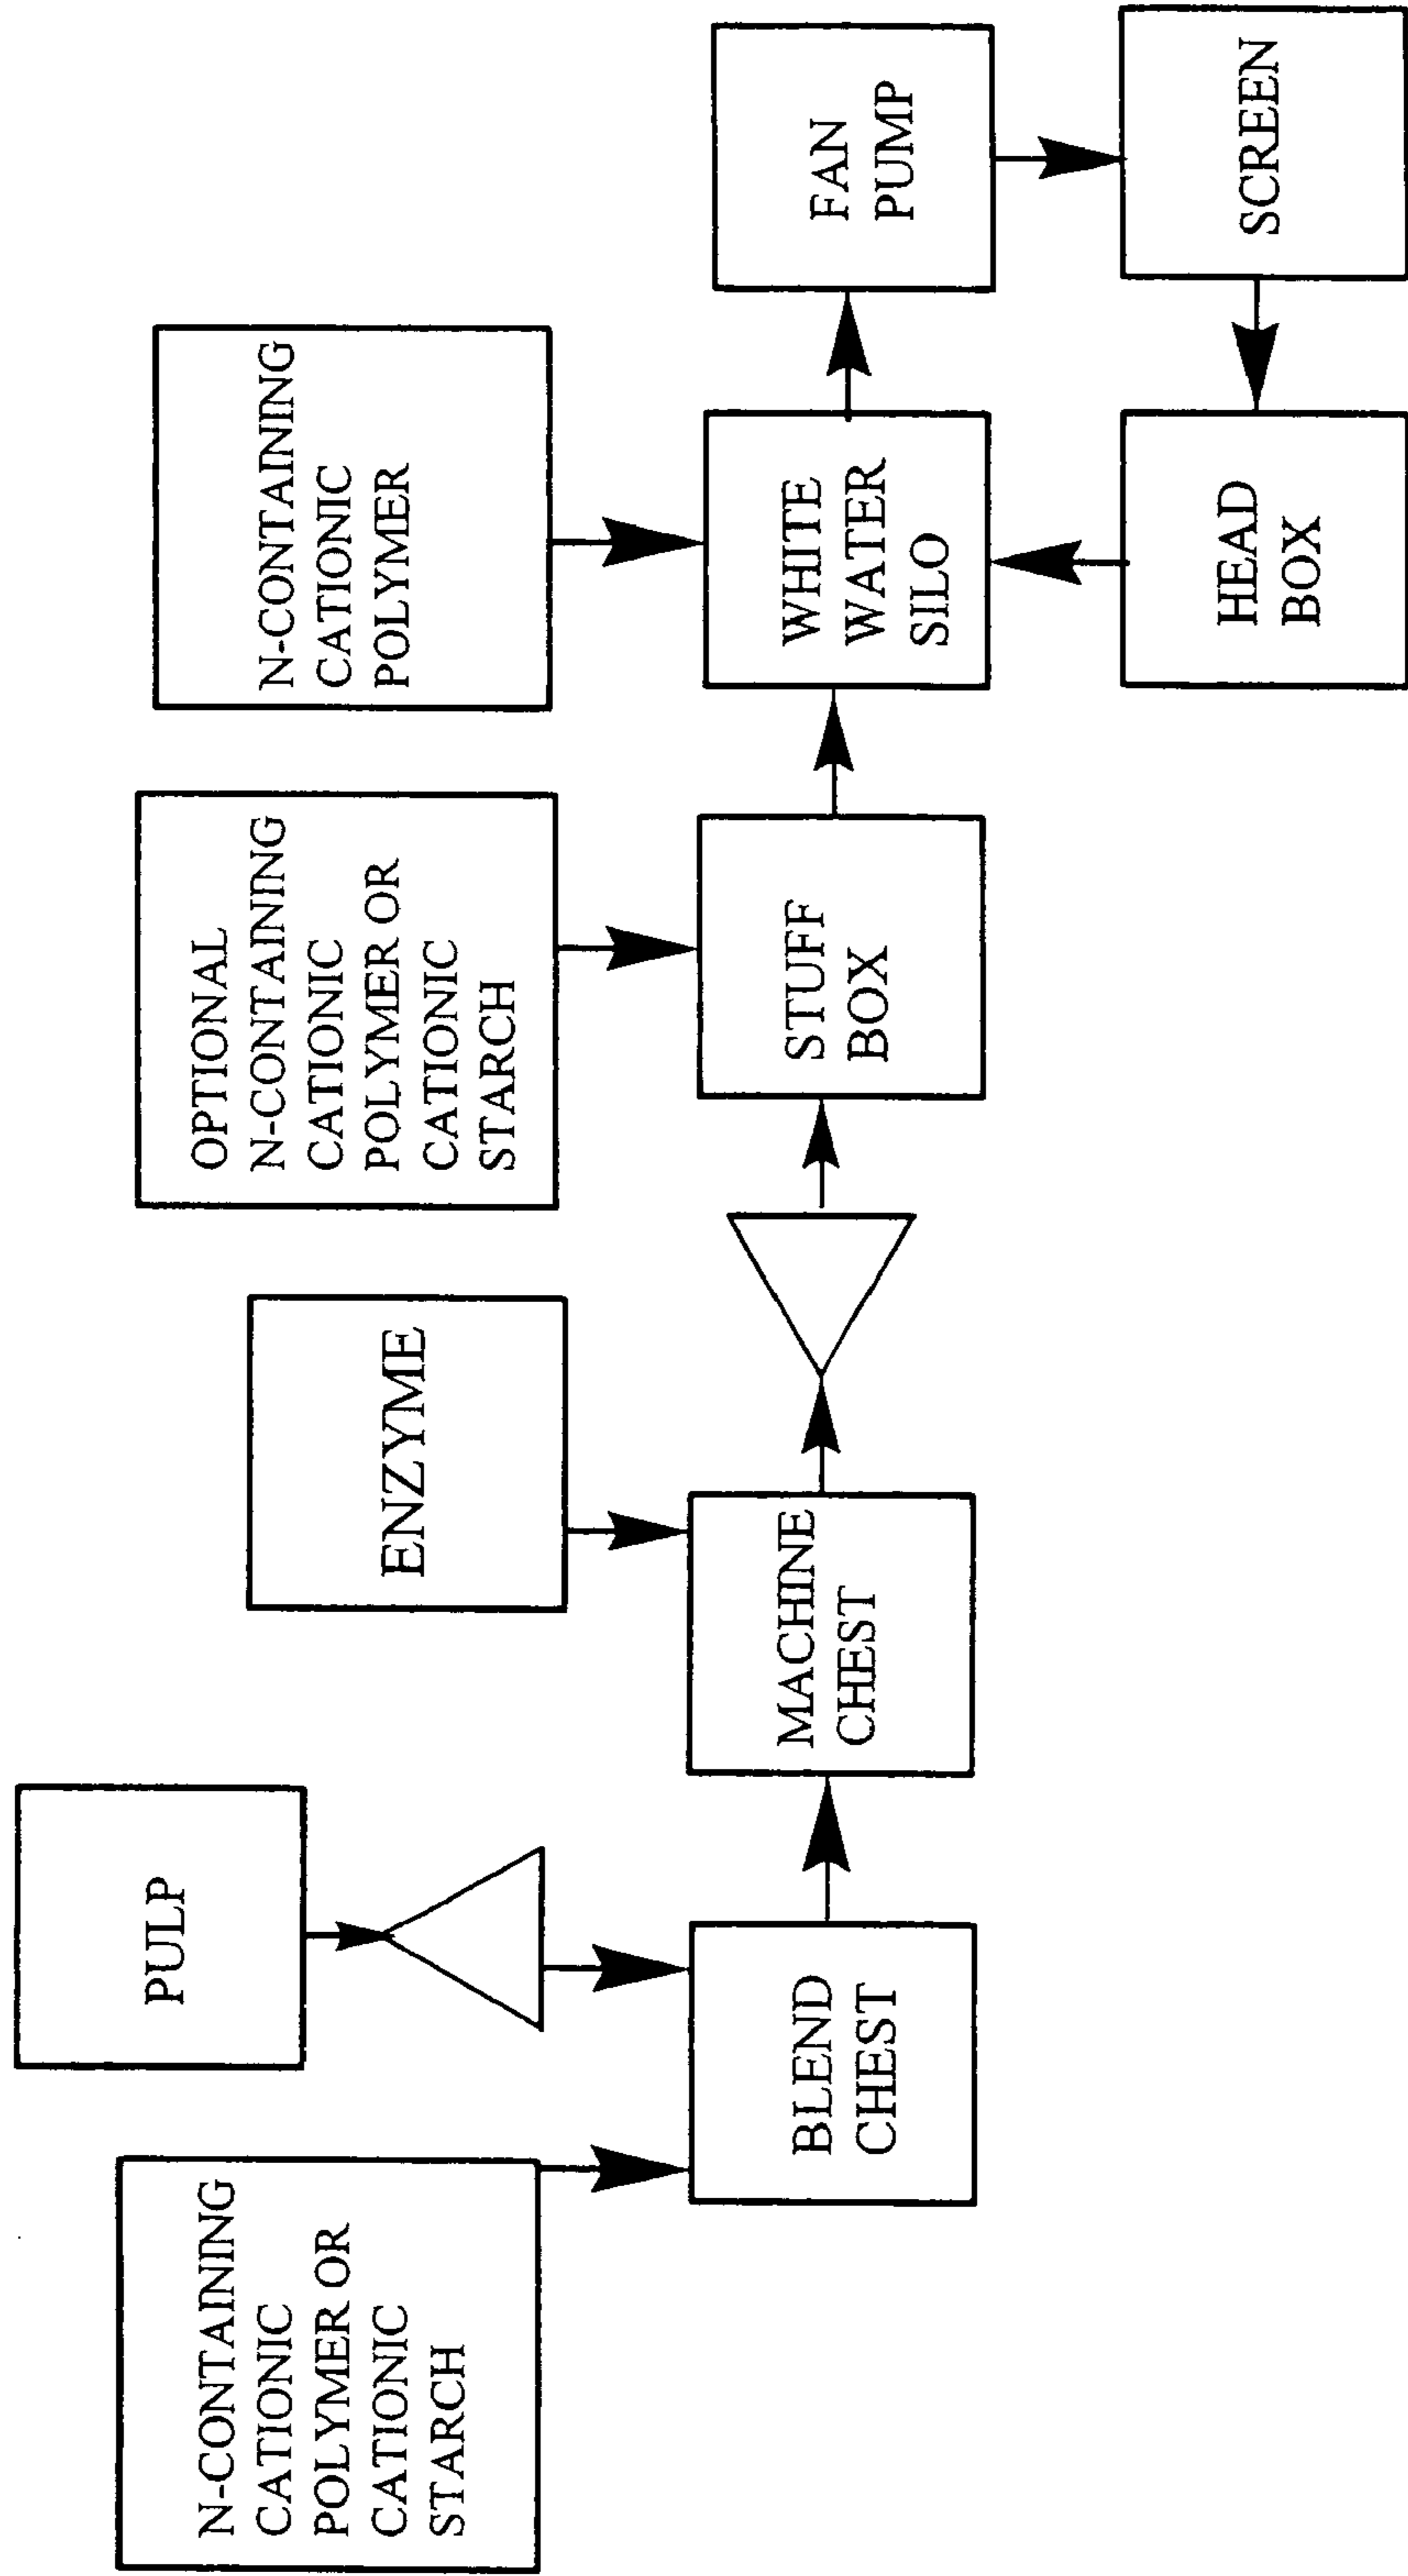 N-CONTAINING
CATIONIC
POLYMER OR
CATIONIC
STARCH
PULP
BLEND
CHEST
ENZYME
MACHINE
CHEST
OPTIONAL
N-CONTAINING
CATIONIC
POLYMER OR
CATIONIC
STARCH
STUFF
BOX
N-CONTAINING
CATIONIC
POLYMER
WHITE
WATER
SILO
FAN
PUMP
HEAD
BOX
SCREEN